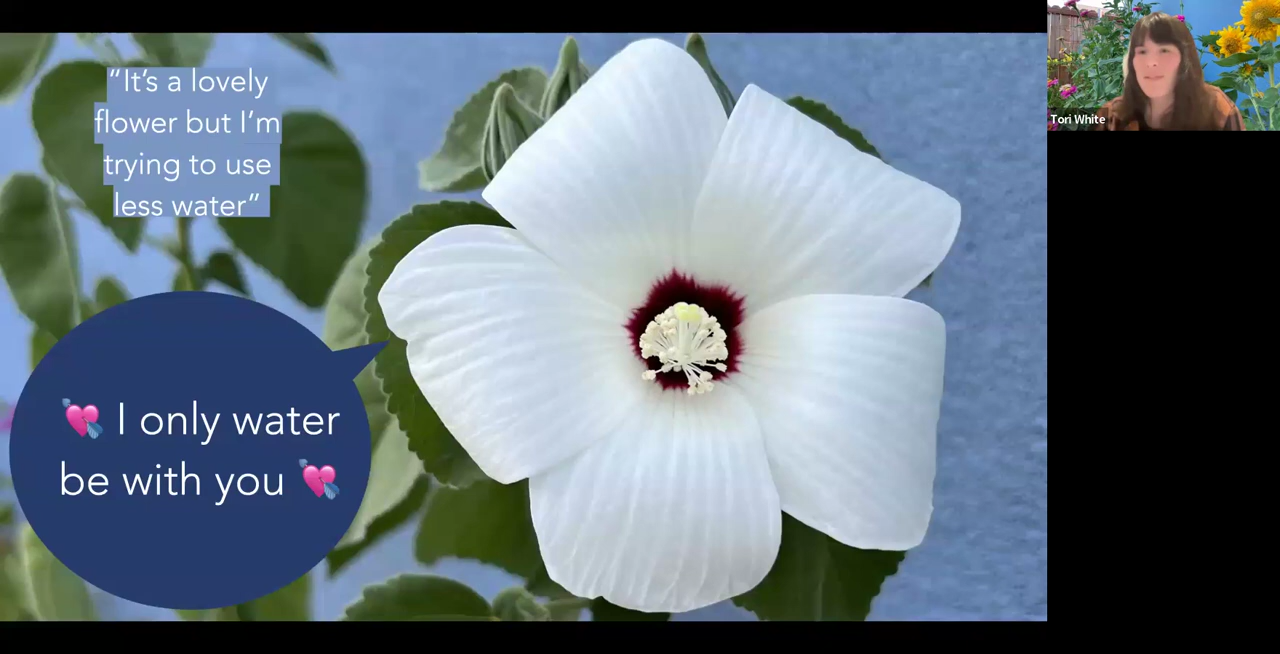 “It’s a lovely
flower but I’m
trying to use
less water”
💘 I only water
be with you 💘
Tori White